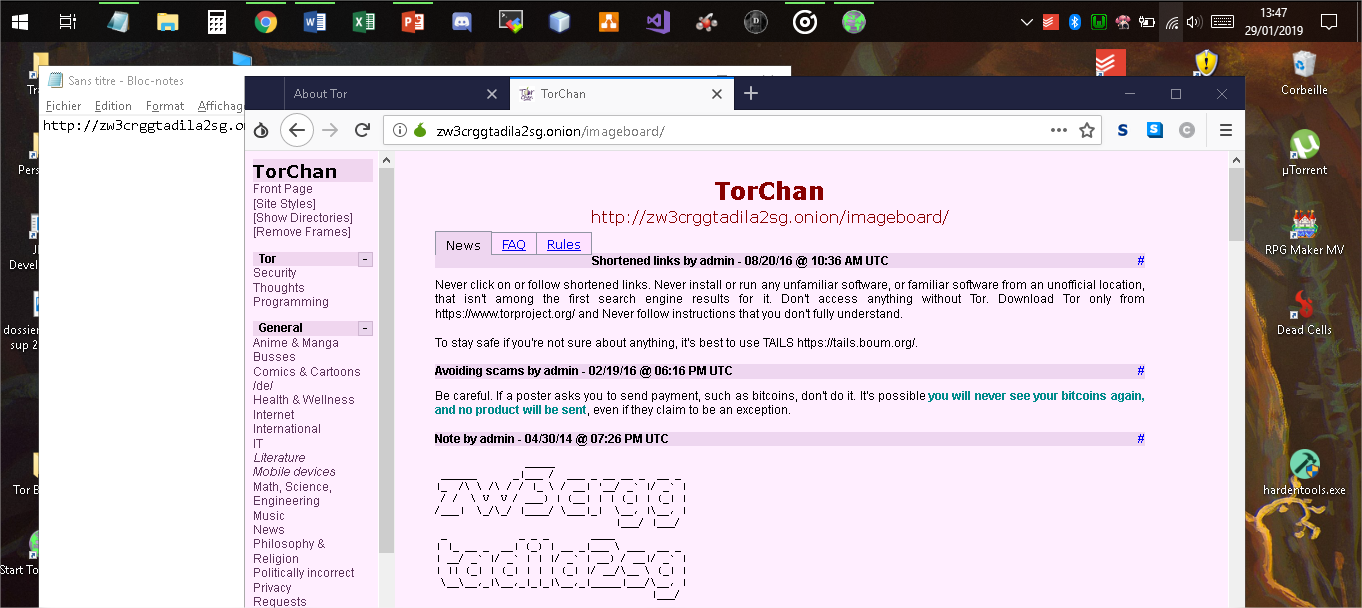 13:47
29/01/2019
Sans titre - Bloc-notes
Fichier Edition Format Affichag
http://zw3crggtadila2sg.o
About Tor
TorChan
zw3crggtadila2sg.onion/imageboard/
TorChan
Front Page
[Site Styles]
[Show Directories]
[Remove Frames]
Tor -
Security
Thoughts
Programming
General -
Anime & Manga
Busses
Comics & Cartoons
/de/
Health & Wellness
Internet
International
IT
Literature
Mobile devices
Math, Science,
Engineering
Music
News
Philosophy &
Religion
Politically incorrect
Privacy
Requests
TorChan
http://zw3crggtadila2sg.onion/imageboard/
News FAQ Rules
Shortened links by admin - 08/20/16 @ 10:36 AM UTC #
Never click on or follow shortened links. Never install or run any unfamiliar software, or familiar software from an unofficial location,
that isn't among the first search engine results for it. Don't access anything without Tor. Download Tor only from
https://www.torproject.org/ and Never follow instructions that you don't fully understand.
To stay safe if you're not sure about anything, it's best to use TAILS https://tails.boum.org/.
Avoiding scams by admin - 02/19/16 @ 06:16 PM UTC #
Be careful. If a poster asks you to send payment, such as bitcoins, don't do it. It's possible you will never see your bitcoins again,
and no product will be sent, even if they claim to be an exception.
Note by admin - 04/30/14 @ 07:26 PM UTC #
zw3crgg
tadila2sg
Corbeille
µTorrent
RPG Maker MV
Dead Cells
hardentools.exe
Tra
Pers
Devel
dossier
sup 2
Tor B
Start To